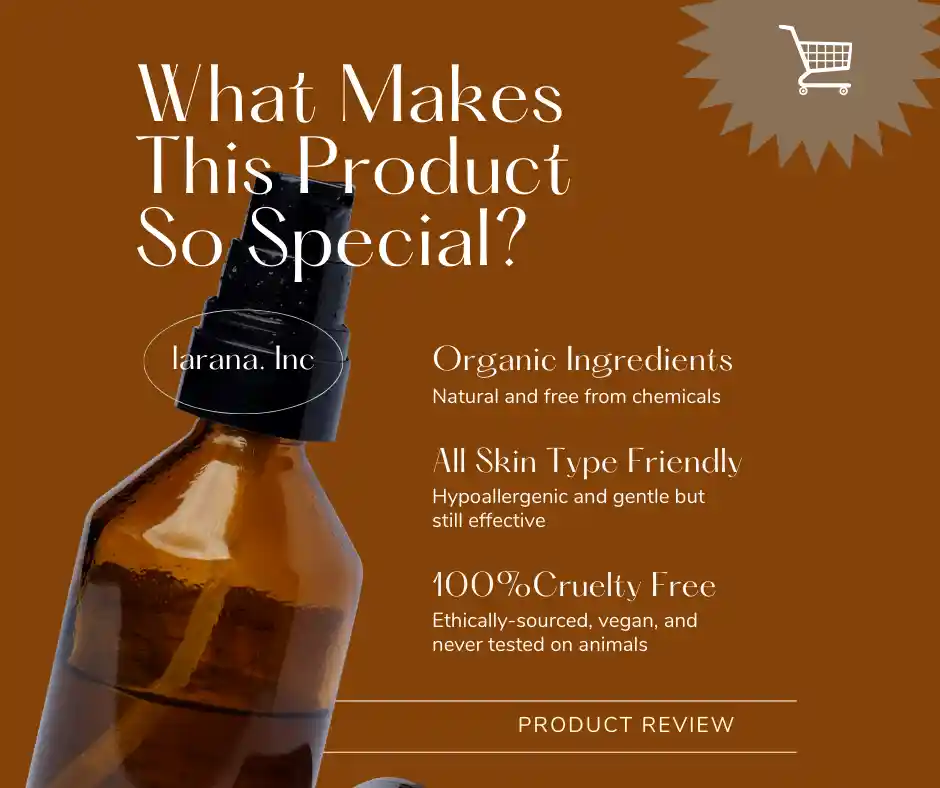 What Makes
This Product
So Special?
larana. Inc
Organic Ingredients
Natural and free from chemicals
All Skin Type Friendly
Hypoallergenic and gentle but
still effective
100%Cruelty Free
Ethically-sourced, vegan, and
never tested on animals
PRODUCT REVIEW